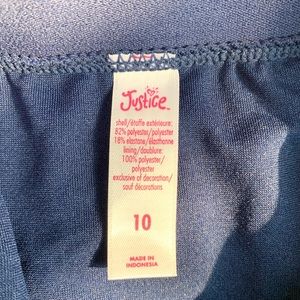 Justice
shell/étoffe extérieure:
82% polyester/polyester
18% elastane/élasthanne
lining/doublure:
100% polyester/
polyester
exclusive of decoration/
sauf décorations
10
MADE IN
INDONESIA